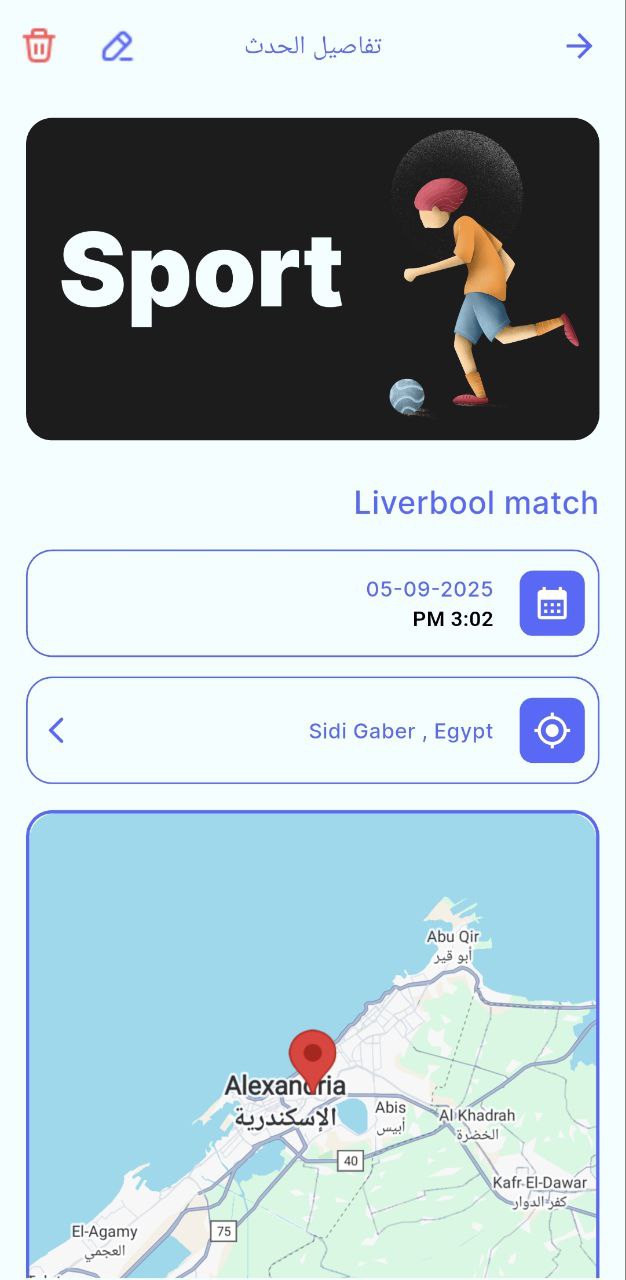 تفاصيل الحدث
Sport
Liverbool match
05-09-2025
PM 3:02
Sidi Gaber , Egypt
Abu Qir
أبو قير
Alexandria
الإسكندرية
Abis
أبيس
Al Khadrah
الخضرة
40
Kafr El-Dawar
كفر الدوار
75
El-Agamy
العجمي